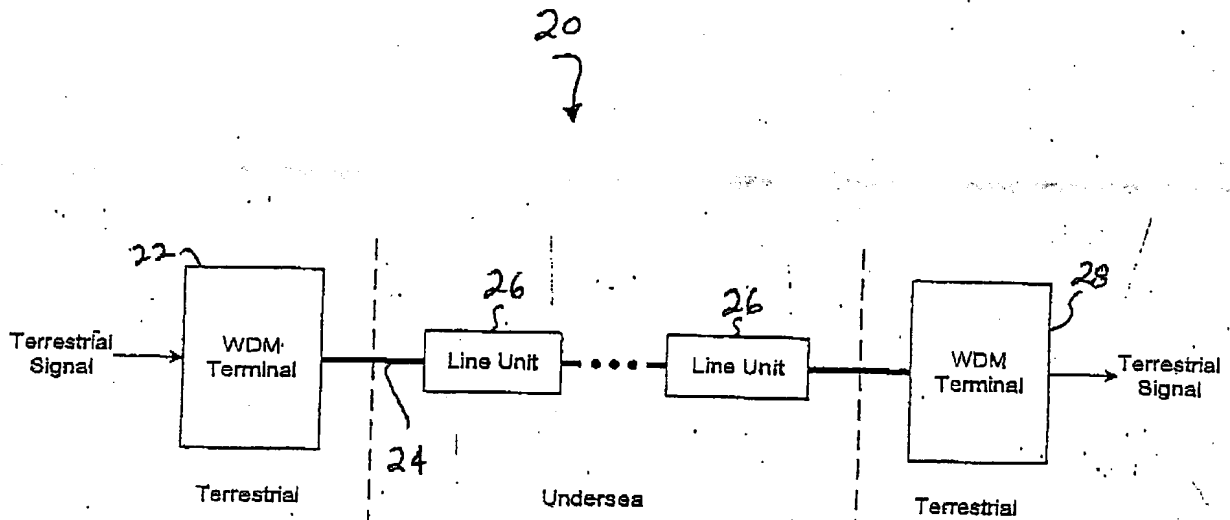 20
22
26
26
28
Terrestrial
Signal
WDM
Terminal
Line Unit
Line Unit
WDM
Terminal
Terrestrial
Signal
24
Terrestrial
Undersea
Terrestrial